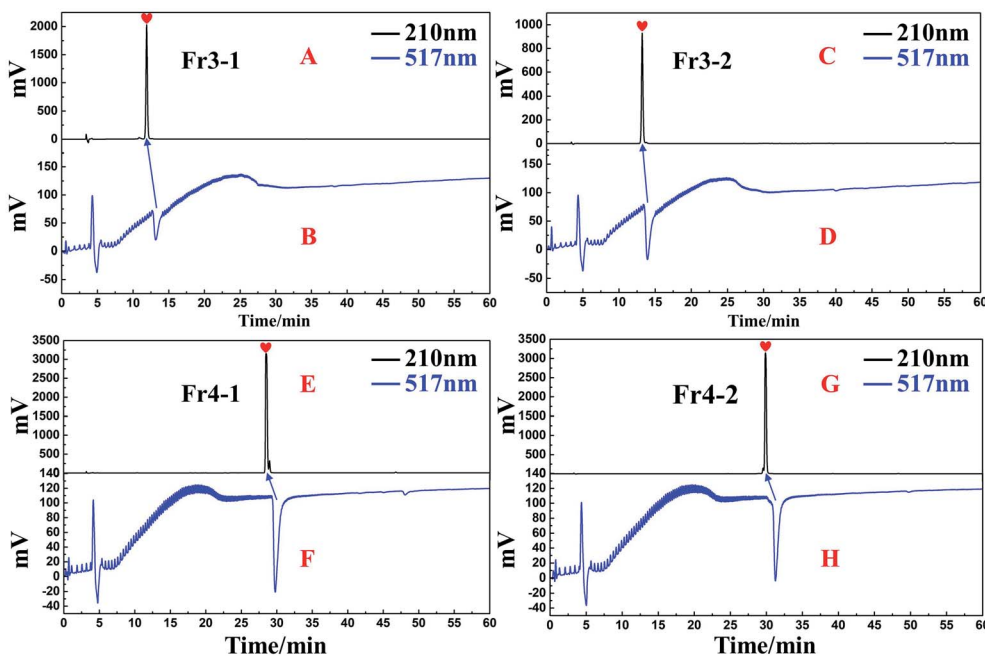 210nm
517nm
Fr3-1
A
mV
2000
1500
1000
500
0
mV
150
100
50
0
50
B
0 5 10 15 20 25 30 35 40 45 50 55 60
Time/min
210nm
517nm
Fr3-2
C
mV
1000
800
600
400
200
0
mV
150
100
50
0
50
D
0 5 10 15 20 25 30 35 40 45 50 55 60
Time/min
210nm
517nm
Fr4-1
E
mV
3500
3000
2500
2000
1500
1000
500
140
mV
120
100
80
60
40
20
0
-20
-40
F
0 5 10 15 20 25 30 35 40 45 50 55 60
Time/min
210nm
517nm
Fr4-2
G
mV
3500
3000
2500
2000
1500
1000
500
140
mV
120
100
80
60
40
20
0
-20
-40
H
0 5 10 15 20 25 30 35 40 45 50 55 60
Time/min